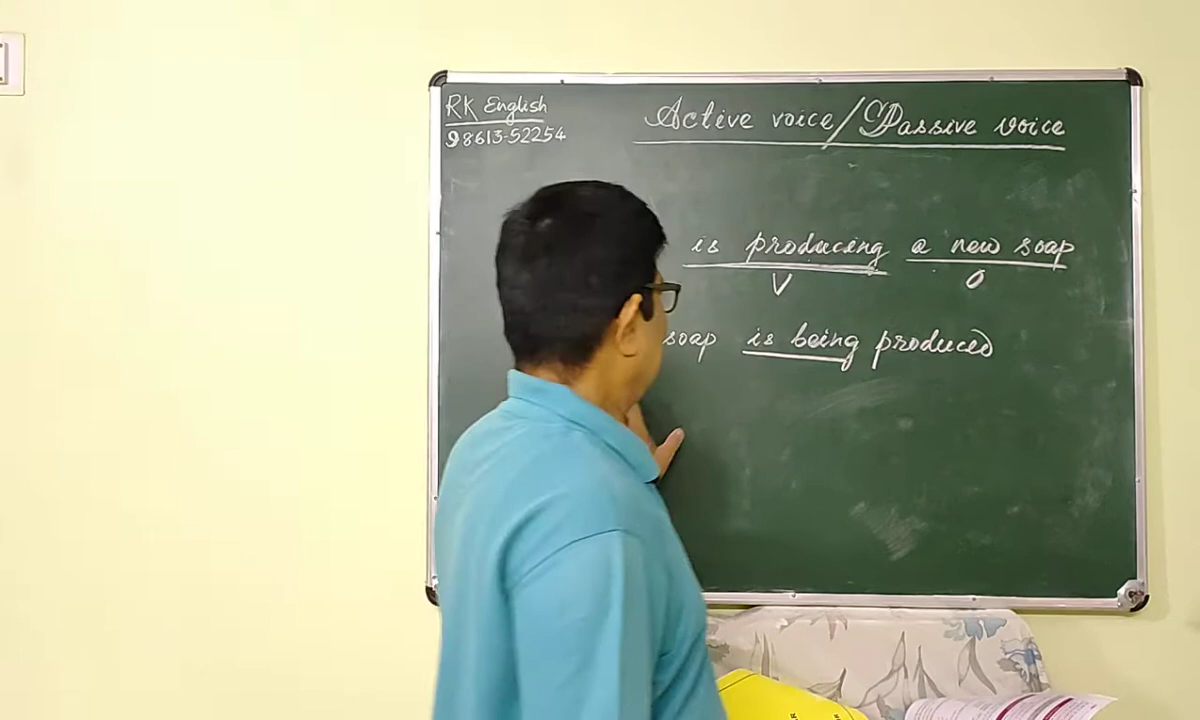 RK English
98613-52254
Active voice/Passive voice
is producing a new soap
V O
soap is being produced